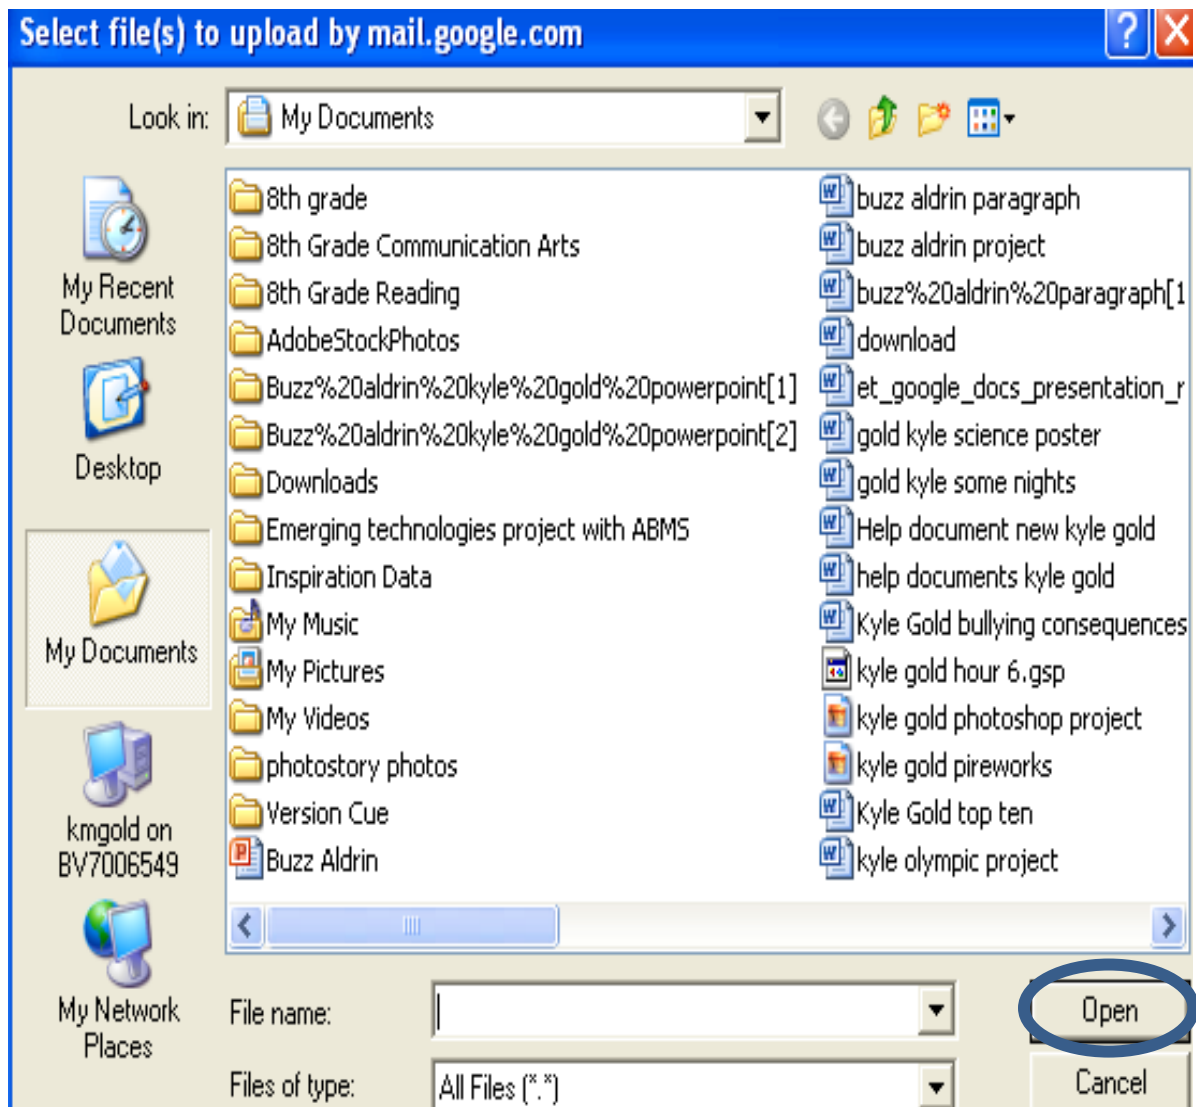 Select file(s) to upload by mail.google.com
Look in:
My Documents
My Recent
Documents
Desktop
My Documents
kmgold on
BV7006549
My Network
Places
8th grade
8th Grade Communication Arts
8th Grade Reading
AdobeStockPhotos
Buzz%20aldrin%20kyle%20gold%20powerpoint[1]
Buzz%20aldrin%20kyle%20gold%20powerpoint[2]
Downloads
Emerging technologies project with ABMS
Inspiration Data
My Music
My Pictures
My Videos
photostory photos
Version Cue
Buzz Aldrin
buzz aldrin paragraph
buzz aldrin project
buzz%20aldrin%20paragraph[1
download
et_google_docs_presentation_r
gold kyle science poster
gold kyle some nights
Help document new kyle gold
help documents kyle gold
Kyle Gold bullying consequences
kyle gold hour 6.gsp
kyle gold photoshop project
kyle gold pireworks
Kyle Gold top ten
kyle olympic project
File name:
Open
Files of type:
All Files (*.*)
Cancel